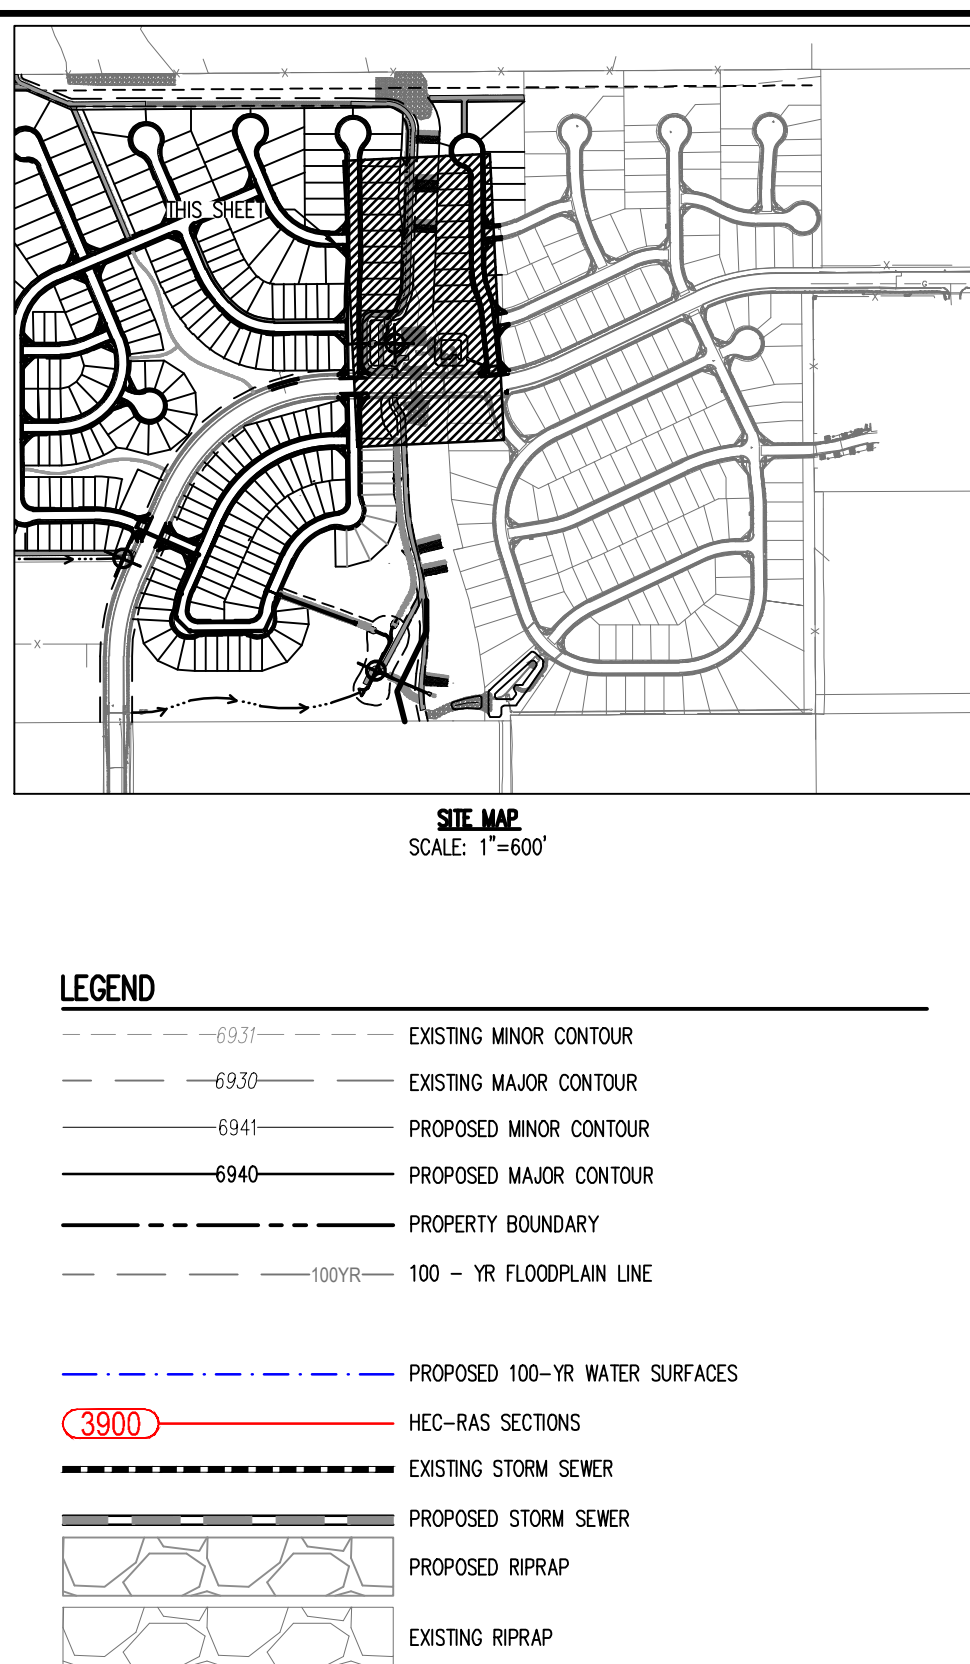 THIS SHEET
SITE MAP
SCALE: 1"=600'
LEGEND
6931 EXISTING MINOR CONTOUR
6930 EXISTING MAJOR CONTOUR
6941 PROPOSED MINOR CONTOUR
6940 PROPOSED MAJOR CONTOUR
PROPERTY BOUNDARY
100YR 100 - YR FLOODPLAIN LINE
PROPOSED 100-YR WATER SURFACES
3900 HEC-RAS SECTIONS
EXISTING STORM SEWER
PROPOSED STORM SEWER
PROPOSED RIPRAP
EXISTING RIPRAP